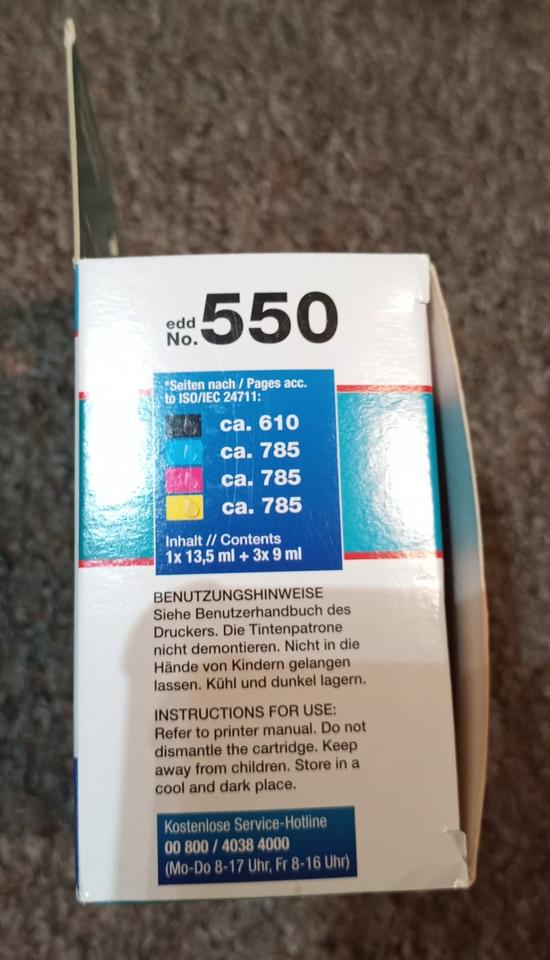 edd
No. 550
*Seiten nach / Pages acc.
to ISO/IEC 24711:
ca. 610
ca. 785
ca. 785
ca. 785
Inhalt // Contents
1x 13,5 ml + 3x 9 ml
BENUTZUNGSHINWEISE
Siehe Benutzerhandbuch des
Druckers. Die Tintenpatrone
nicht demontieren. Nicht in die
Hände von Kindern gelangen
lassen. Kühl und dunkel lagern.
INSTRUCTIONS FOR USE:
Refer to printer manual. Do not
dismantle the cartridge. Keep
away from children. Store in a
cool and dark place.
Kostenlose Service-Hotline
00 800 / 4038 4000
(Mo-Do 8-17 Uhr, Fr 8-16 Uhr)